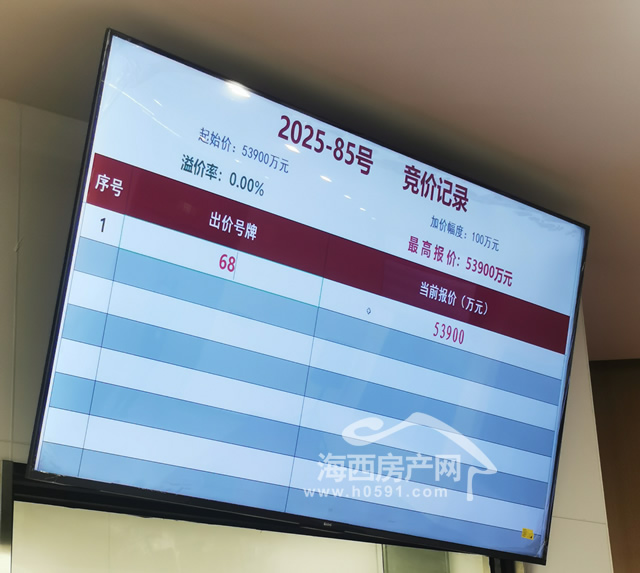 2025-85号 竞价记录
起始价：53900万元
加价幅度：100万元
溢价率：0.00%
最高报价：53900万元
序号 出价号牌 当前报价（万元）
1 68 53900
海西房产网
www.h0591.com